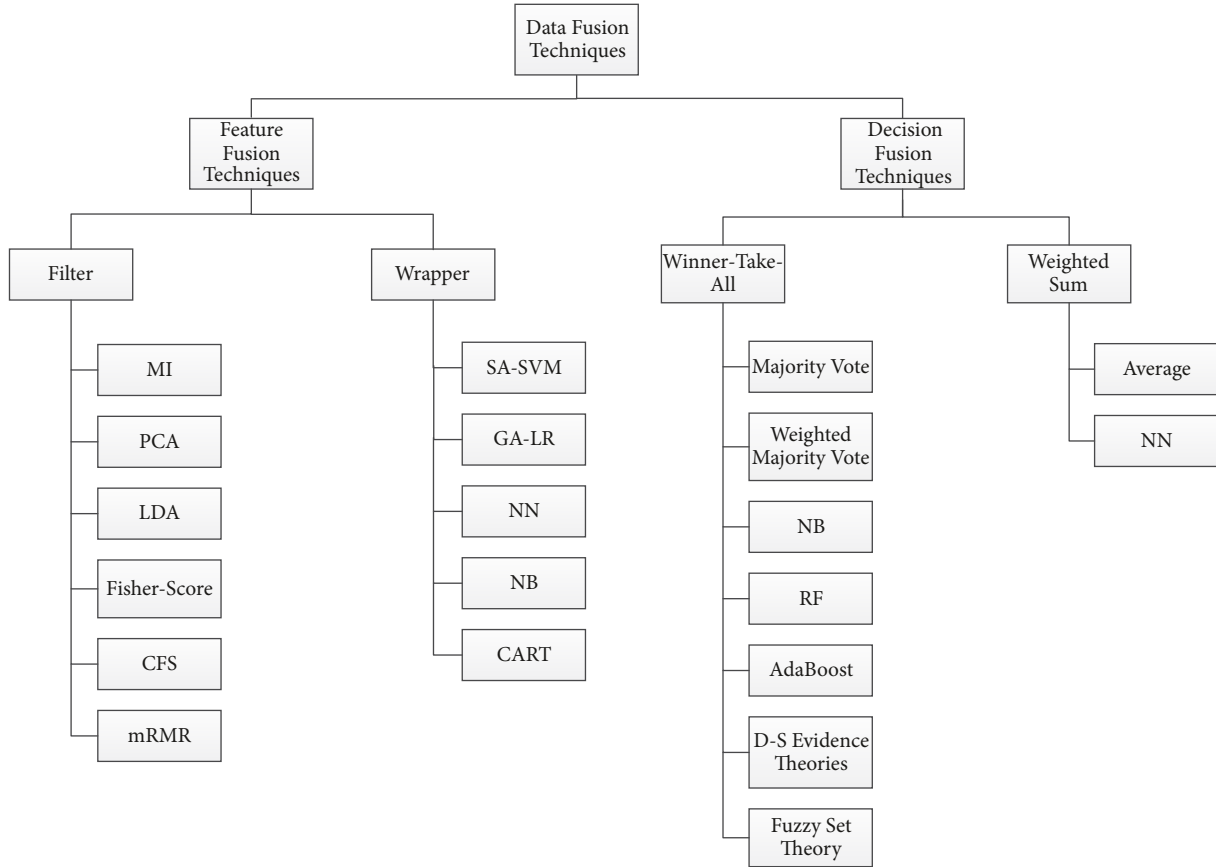 Data Fusion
Techniques
Feature
Fusion
Techniques
Decision
Fusion
Techniques
Filter
Wrapper
Winner-Take-
All
Weighted
Sum
MI
PCA
LDA
Fisher-Score
CFS
mRMR
SA-SVM
GA-LR
NN
NB
CART
Majority Vote
Weighted
Majority Vote
NB
RF
AdaBoost
D-S Evidence
Theories
Fuzzy Set
Theory
Average
NN